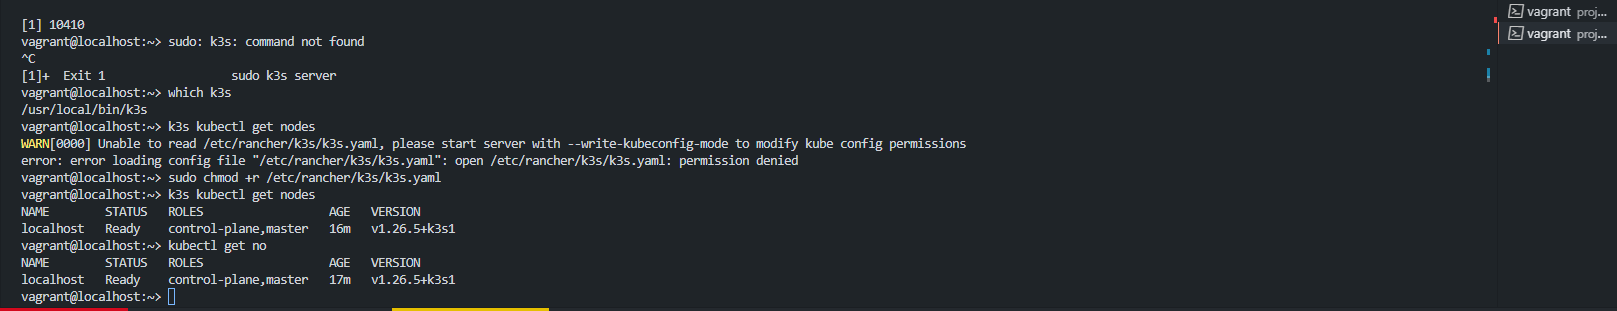 [1] 10410
vagrant@localhost:~> sudo: k3s: command not found
^C
[1]+  Exit 1                  sudo k3s server
vagrant@localhost:~> which k3s
/usr/local/bin/k3s
vagrant@localhost:~> k3s kubectl get nodes
WARN[0000] Unable to read /etc/rancher/k3s/k3s.yaml, please start server with --write-kubeconfig-mode to modify kube config permissions
error: error loading config file "/etc/rancher/k3s/k3s.yaml": open /etc/rancher/k3s/k3s.yaml: permission denied
vagrant@localhost:~> sudo chmod +r /etc/rancher/k3s/k3s.yaml
vagrant@localhost:~> k3s kubectl get nodes
NAME        STATUS   ROLES                  AGE   VERSION
localhost   Ready    control-plane,master   16m   v1.26.5+k3s1
vagrant@localhost:~> kubectl get no
NAME        STATUS   ROLES                  AGE   VERSION
localhost   Ready    control-plane,master   17m   v1.26.5+k3s1
vagrant@localhost:~>
vagrant proj...
vagrant proj...